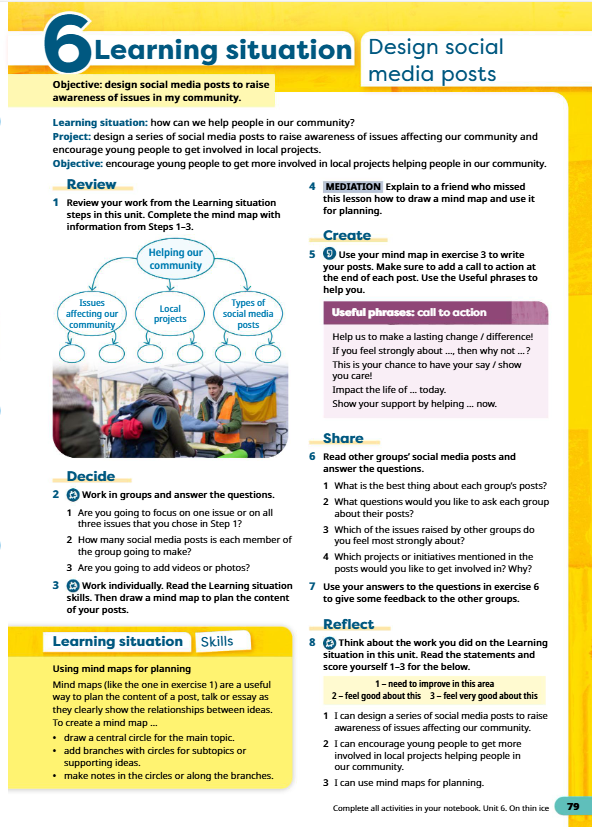 6 Learning situation
Design social
media posts
Objective: design social media posts to raise
awareness of issues in my community.
Learning situation: how can we help people in our community?
Project: design a series of social media posts to raise awareness of issues affecting our community and
encourage young people to get involved in local projects.
Objective: encourage young people to get more involved in local projects helping people in our community.
Review
1 Review your work from the Learning situation
steps in this unit. Complete the mind map with
information from Steps 1–3.
Helping our
community
Issues
affecting our
community
Local
projects
Types of
social media
posts
Decide
2 Work in groups and answer the questions.
1 Are you going to focus on one issue or on all
three issues that you chose in Step 1?
2 How many social media posts is each member of
the group going to make?
3 Are you going to add videos or photos?
3 Work individually. Read the Learning situation
skills. Then draw a mind map to plan the content
of your posts.
Learning situation Skills
Using mind maps for planning
Mind maps (like the one in exercise 1) are a useful
way to plan the content of a post, talk or essay as
they clearly show the relationships between ideas.
To create a mind map ...
• draw a central circle for the main topic.
• add branches with circles for subtopics or
supporting ideas.
• make notes in the circles or along the branches.
4 MEDIATION Explain to a friend who missed
this lesson how to draw a mind map and use it
for planning.
Create
5 Use your mind map in exercise 3 to write
your posts. Make sure to add a call to action at
the end of each post. Use the Useful phrases to
help you.
Useful phrases: call to action
Help us to make a lasting change / difference!
If you feel strongly about ..., then why not ... ?
This is your chance to have your say / show
you care!
Impact the life of ... today.
Show your support by helping ... now.
Share
6 Read other groups' social media posts and
answer the questions.
1 What is the best thing about each group's posts?
2 What questions would you like to ask each group
about their posts?
3 Which of the issues raised by other groups do
you feel most strongly about?
4 Which projects or initiatives mentioned in the
posts would you like to get involved in? Why?
7 Use your answers to the questions in exercise 6
to give some feedback to the other groups.
Reflect
8 Think about the work you did on the Learning
situation in this unit. Read the statements and
score yourself 1–3 for the below.
1 – need to improve in this area
2 – feel good about this 3 – feel very good about this
1 I can design a series of social media posts to raise
awareness of issues affecting our community.
2 I can encourage young people to get more
involved in local projects helping people in
our community.
3 I can use mind maps for planning.
Complete all activities in your notebook. Unit 6. On thin ice 79